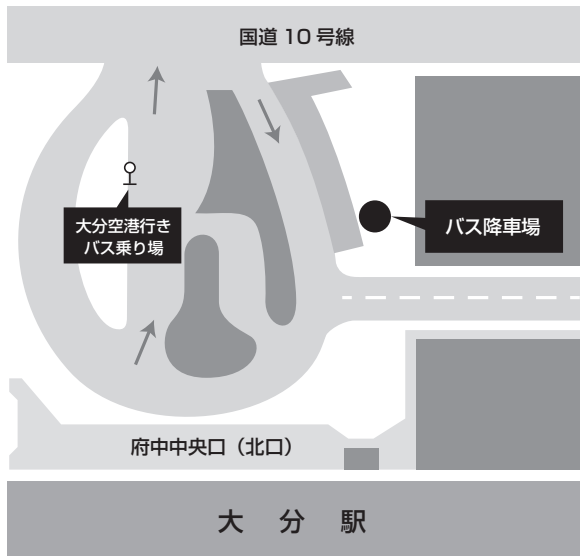 国道 10 号線
大分空港行き
バス乗り場
バス降車場
府中中央口（北口）
大　分　駅